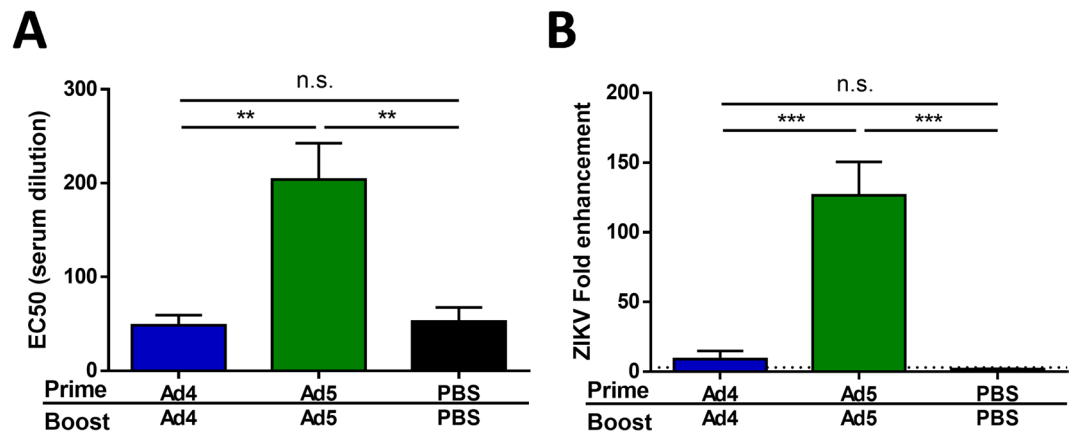 A
EC50 (serum dilution)
300
200
100
0
n.s.
** **
Prime Ad4 Ad5 PBS
Boost Ad4 Ad5 PBS
B
ZIKV Fold enhancement
200
150
100
50
0
n.s.
*** ***
Prime Ad4 Ad5 PBS
Boost Ad4 Ad5 PBS